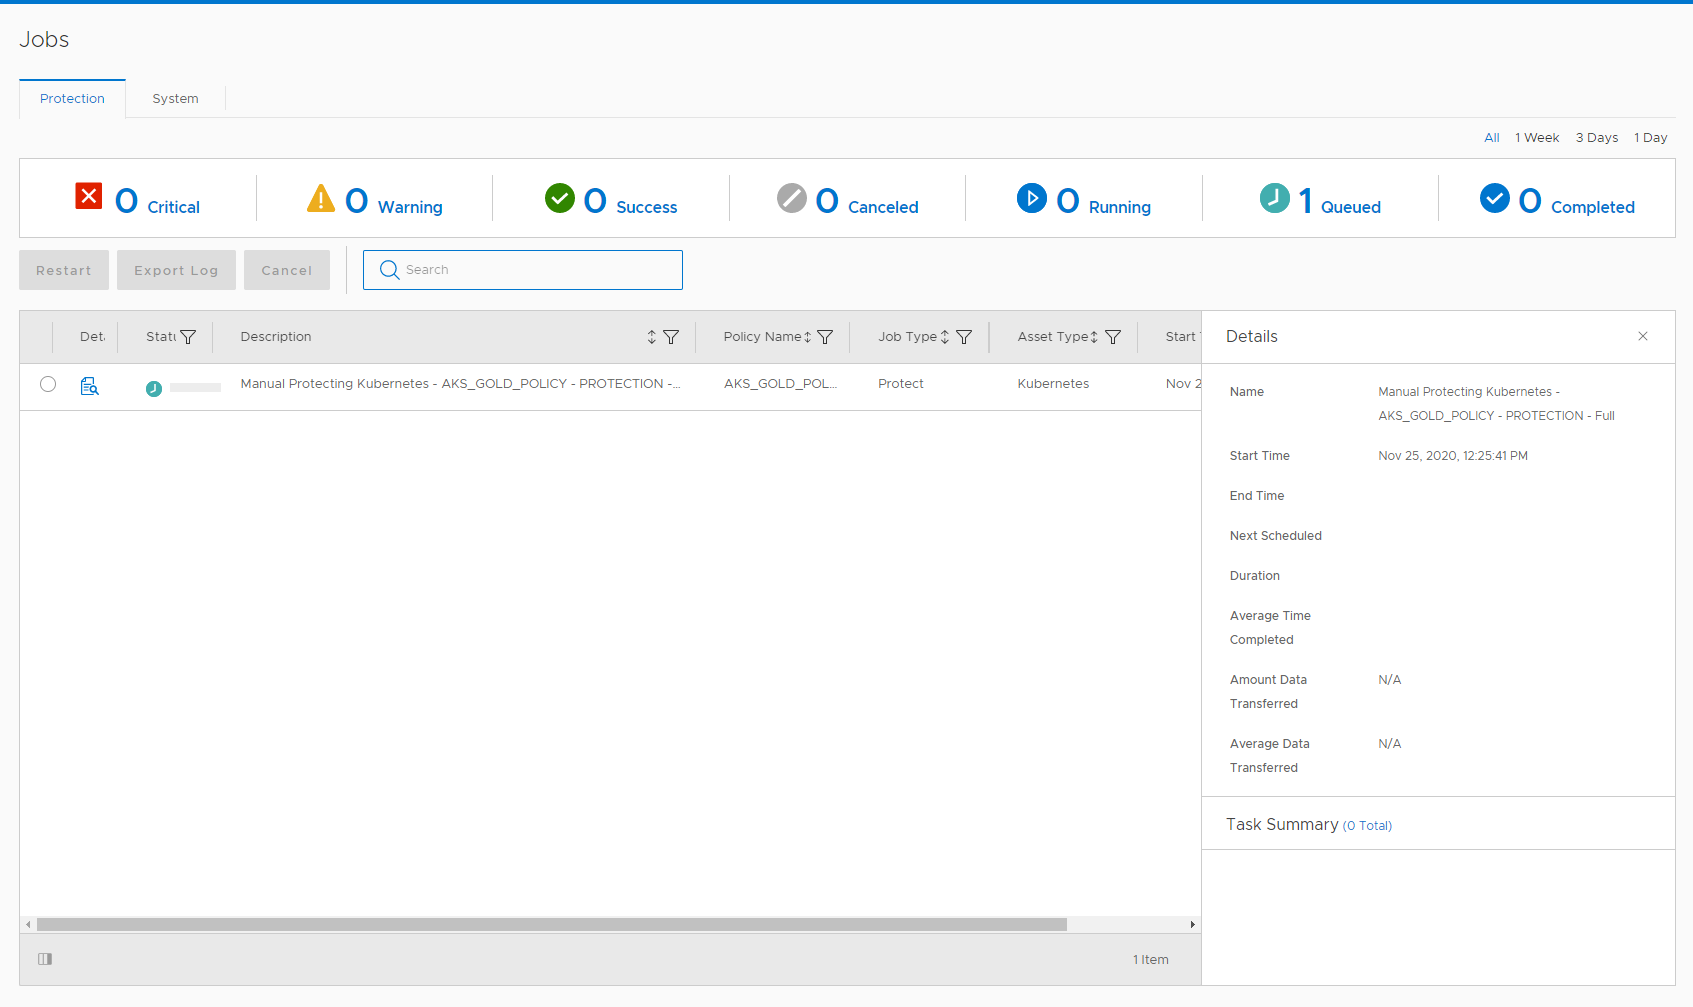 Jobs
Protection
System
All 1 Week 3 Days 1 Day
0 Critical
0 Warning
0 Success
0 Canceled
0 Running
1 Queued
0 Completed
Restart
Export Log
Cancel
Search
Deta
Statu
Description
Policy Name
Job Type
Asset Type
Start
Manual Protecting Kubernetes - AKS_GOLD_POLICY - PROTECTION -...
AKS_GOLD_POL...
Protect
Kubernetes
Nov 2
1 Item
Details
Name
Manual Protecting Kubernetes -
AKS_GOLD_POLICY - PROTECTION - Full
Start Time
Nov 25, 2020, 12:25:41 PM
End Time
Next Scheduled
Duration
Average Time
Completed
Amount Data
Transferred
N/A
Average Data
Transferred
N/A
Task Summary (0 Total)